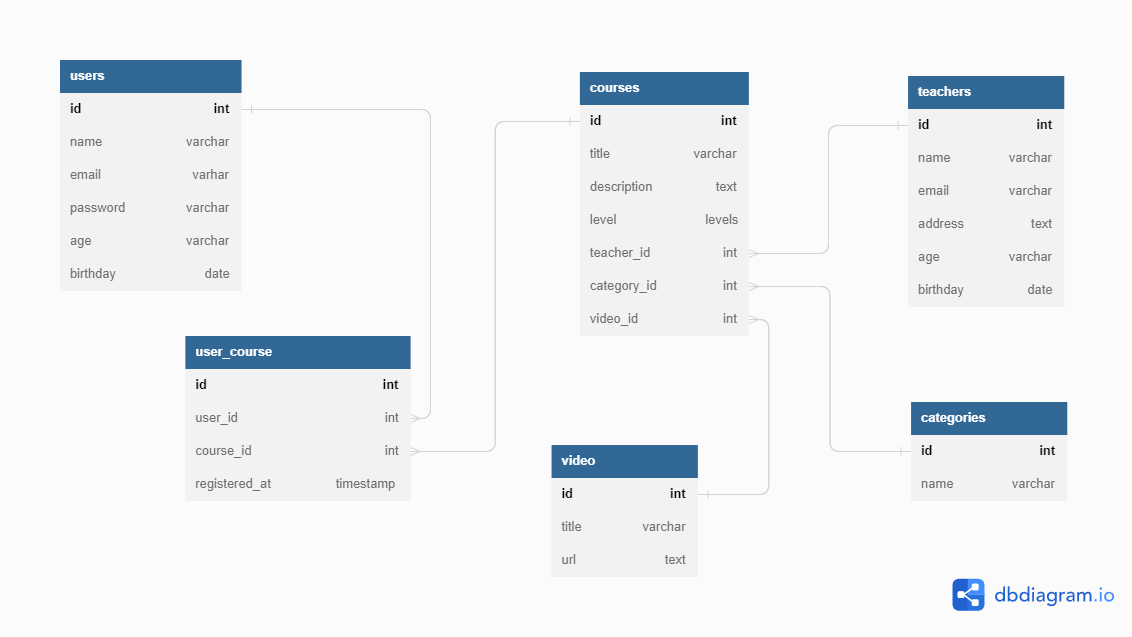 users
id int
name varchar
email varhar
password varchar
age varchar
birthday date
user_course
id int
user_id int
course_id int
registered_at timestamp
courses
id int
title varchar
description text
level levels
teacher_id int
category_id int
video_id int
video
id int
title varchar
url text
teachers
id int
name varchar
email varchar
address text
age varchar
birthday date
categories
id int
name varchar
dbdiagram.io